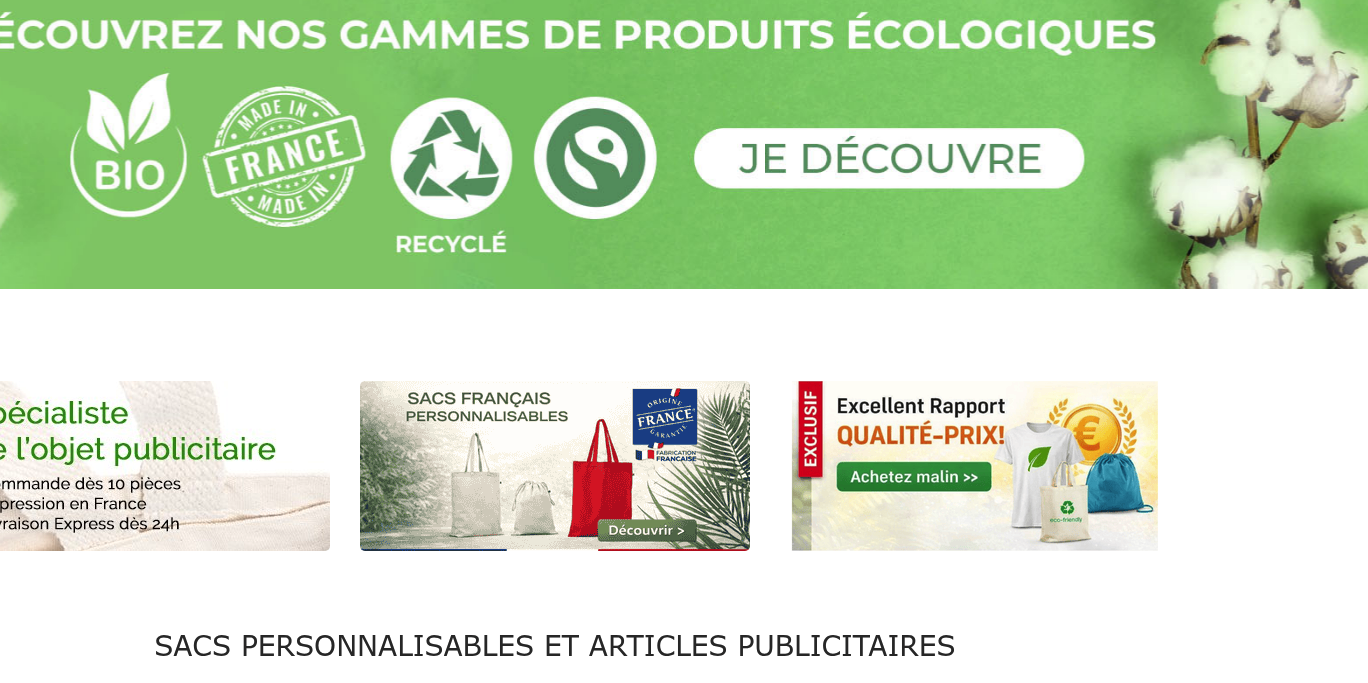 ÉCOUVREZ NOS GAMMES DE PRODUITS ÉCOLOGIQUES
BIO
MADE IN
FRANCE
MADE IN
RECYCLÉ
JE DÉCOUVRE
pécialiste
e l'objet publicitaire
ommande dès 10 pièces
pression en France
vraison Express dès 24h
SACS FRANÇAIS
PERSONNALISABLES
ORIGINE
FRANCE
GARANTIE
FABRICATION
FRANCAISE
Découvrir >
EXCLUSIF
Excellent Rapport
QUALITÉ-PRIX!
Achetez malin >>
eco-friendly
SACS PERSONNALISABLES ET ARTICLES PUBLICITAIRES